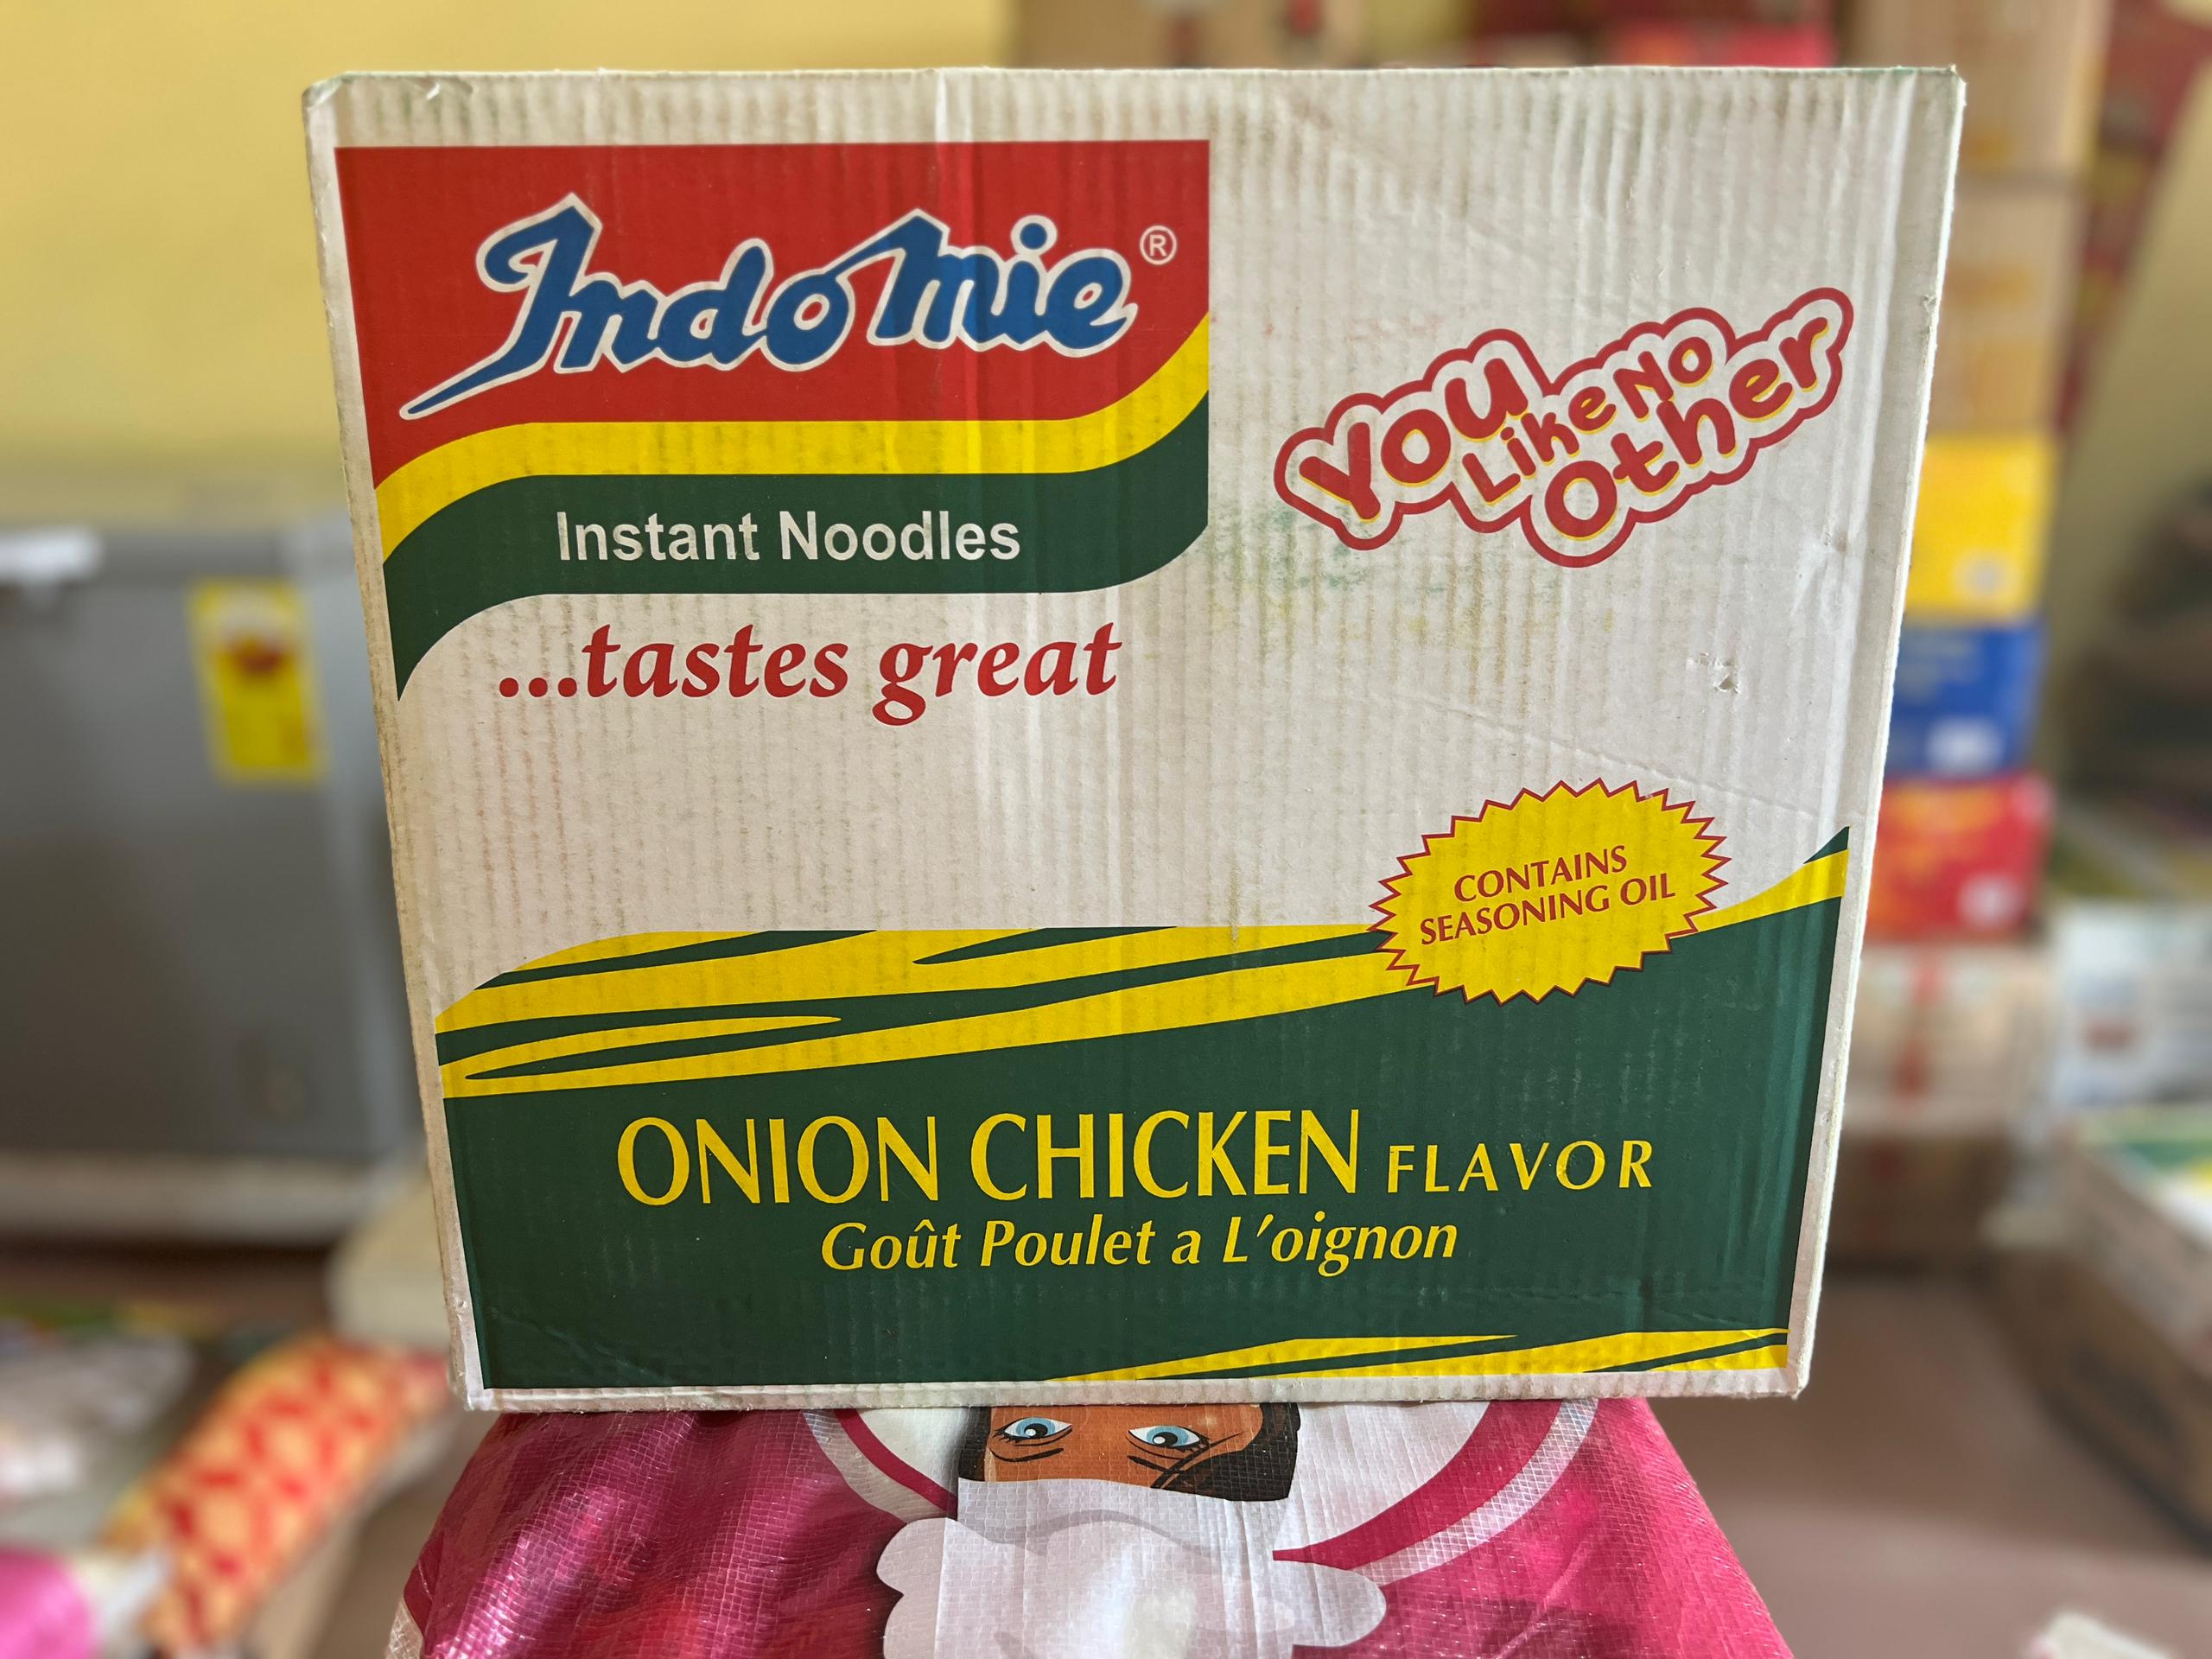 Indomie®
Instant Noodles
...tastes great
You
Like No
Other
CONTAINS
SEASONING OIL
ONION CHICKEN FLAVOR
Goût Poulet a L'oignon